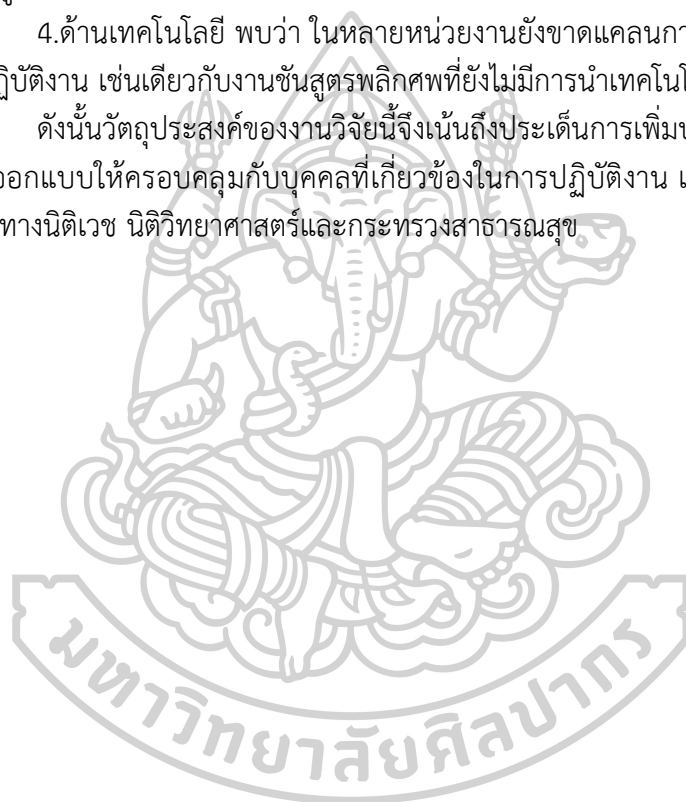 4.ด้านเทคโนโลยี พบว่า ในหลายหน่วยงานยังขาดแคลนกา
ฏิบัติงาน เช่นเดียวกับงานชันสูตรพลิกศพที่ยังไม่มีการนำเทคโนโ
ดังนั้นวัตถุประสงค์ของงานวิจัยนี้จึงเน้นถึงประเด็นการเพิ่มป
ออกแบบให้ครอบคลุมกับบุคคลที่เกี่ยวข้องในการปฏิบัติงาน เ
ทางนิติเวช นิติวิทยาศาสตร์และกระทรวงสาธารณสุข
มหาวิทยาลัยศิลปากร